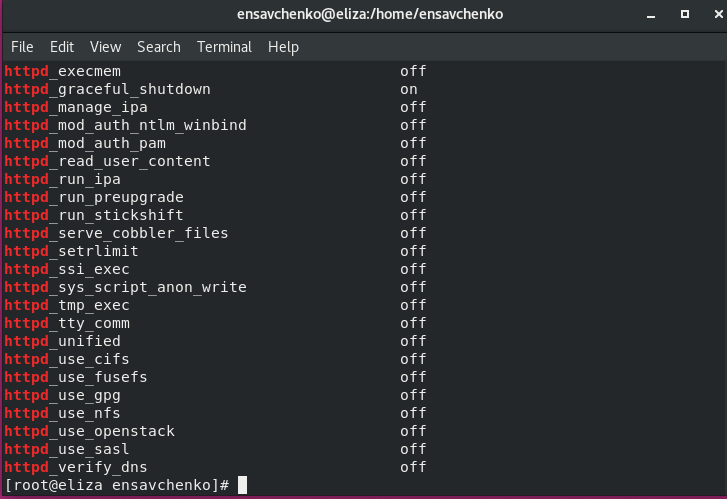 ensavchenko@eliza:/home/ensavchenko
File Edit View Search Terminal Help
httpd_execmem off
httpd_graceful_shutdown on
httpd_manage_ipa off
httpd_mod_auth_ntlm_winbind off
httpd_mod_auth_pam off
httpd_read_user_content off
httpd_run_ipa off
httpd_run_preupgrade off
httpd_run_stickshift off
httpd_serve_cobbler_files off
httpd_setrlimit off
httpd_ssi_exec off
httpd_sys_script_anon_write off
httpd_tmp_exec off
httpd_tty_comm off
httpd_unified off
httpd_use_cifs off
httpd_use_fusefs off
httpd_use_gpg off
httpd_use_nfs off
httpd_use_openstack off
httpd_use_sasl off
httpd_verify_dns off
[root@eliza ensavchenko]#